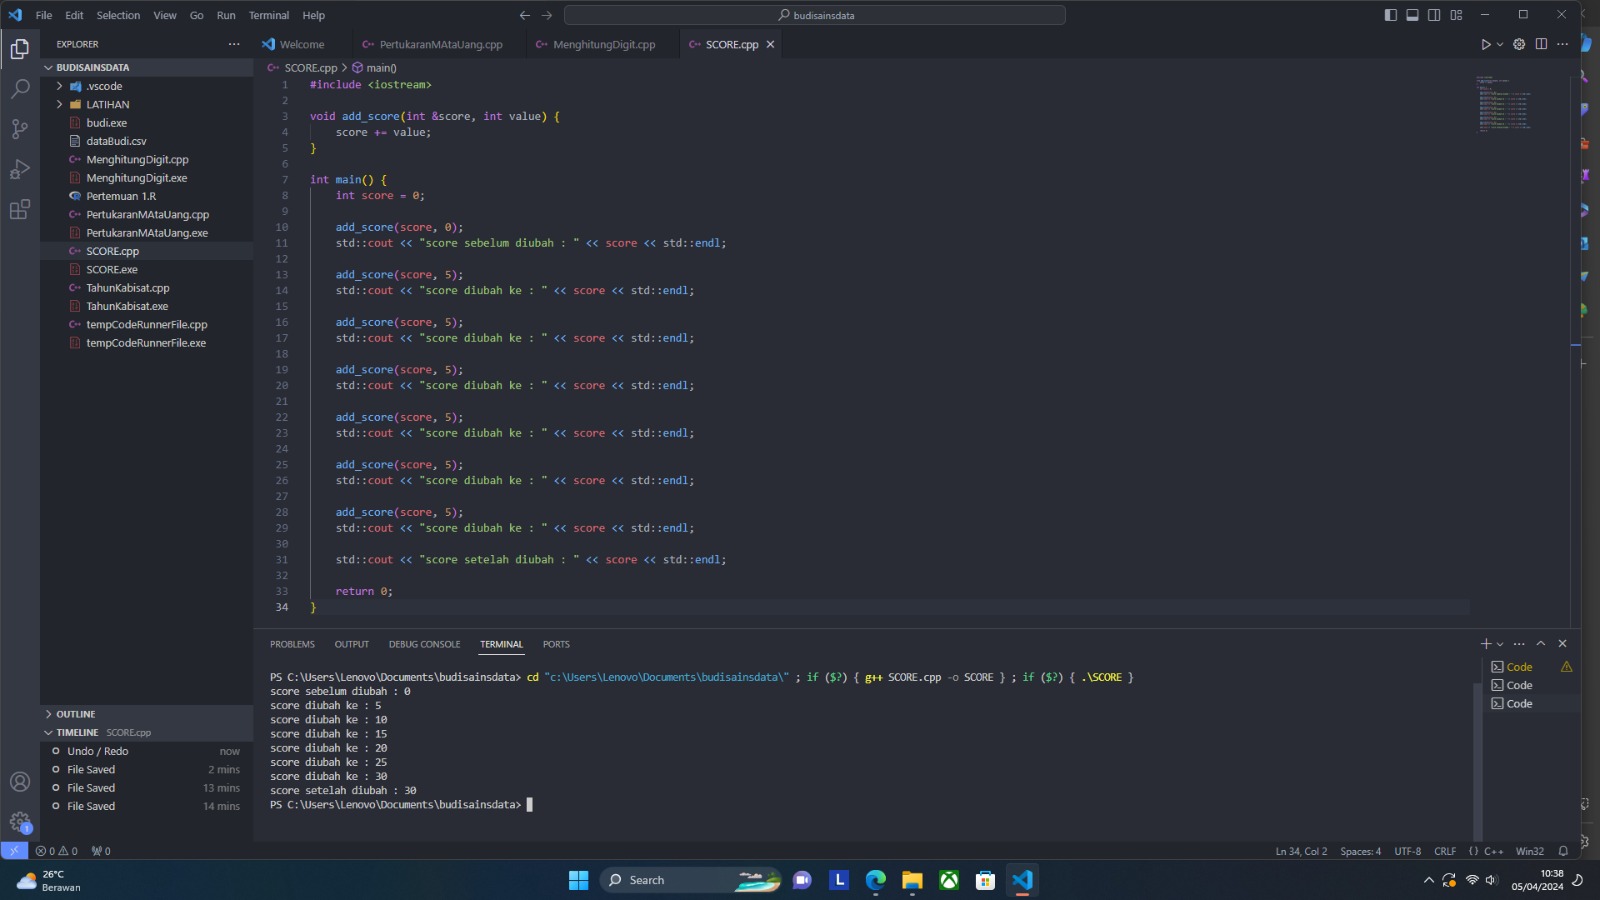 File Edit Selection View Go Run Terminal Help
budisainsdata
EXPLORER
Welcome
PertukaranMAtaUang.cpp
MenghitungDigit.cpp
SCORE.cpp
BUDISAINSDATA
.vscode
LATIHAN
budi.exe
dataBudi.csv
MenghitungDigit.cpp
MenghitungDigit.exe
Pertemuan 1.R
PertukaranMAtaUang.cpp
PertukaranMAtaUang.exe
SCORE.cpp
SCORE.exe
TahunKabisat.cpp
TahunKabisat.exe
tempCodeRunnerFile.cpp
tempCodeRunnerFile.exe
OUTLINE
TIMELINE SCORE.cpp
Undo / Redo now
File Saved 2 mins
File Saved 13 mins
File Saved 14 mins
SCORE.cpp > main()
1 #include <iostream>
2
3 void add_score(int &score, int value) {
4 score += value;
5 }
6
7 int main() {
8 int score = 0;
9
10 add_score(score, 0);
11 std::cout << "score sebelum diubah : " << score << std::endl;
12
13 add_score(score, 5);
14 std::cout << "score diubah ke : " << score << std::endl;
15
16 add_score(score, 5);
17 std::cout << "score diubah ke : " << score << std::endl;
18
19 add_score(score, 5);
20 std::cout << "score diubah ke : " << score << std::endl;
21
22 add_score(score, 5);
23 std::cout << "score diubah ke : " << score << std::endl;
24
25 add_score(score, 5);
26 std::cout << "score diubah ke : " << score << std::endl;
27
28 add_score(score, 5);
29 std::cout << "score diubah ke : " << score << std::endl;
30
31 std::cout << "score setelah diubah : " << score << std::endl;
32
33 return 0;
34 }
PROBLEMS OUTPUT DEBUG CONSOLE TERMINAL PORTS
PS C:\Users\Lenovo\Documents\budisainsdata> cd "c:\Users\Lenovo\Documents\budisainsdata\" ; if ($?) { g++ SCORE.cpp -o SCORE } ; if ($?) { .\SCORE }
score sebelum diubah : 0
score diubah ke : 5
score diubah ke : 10
score diubah ke : 15
score diubah ke : 20
score diubah ke : 25
score diubah ke : 30
score setelah diubah : 30
PS C:\Users\Lenovo\Documents\budisainsdata>
Code
Code
Code
0 0 0
Ln 34, Col 2 Spaces: 4 UTF-8 CRLF {} C++ Win32
26°C
Berawan
Search
L
10:38
05/04/2024